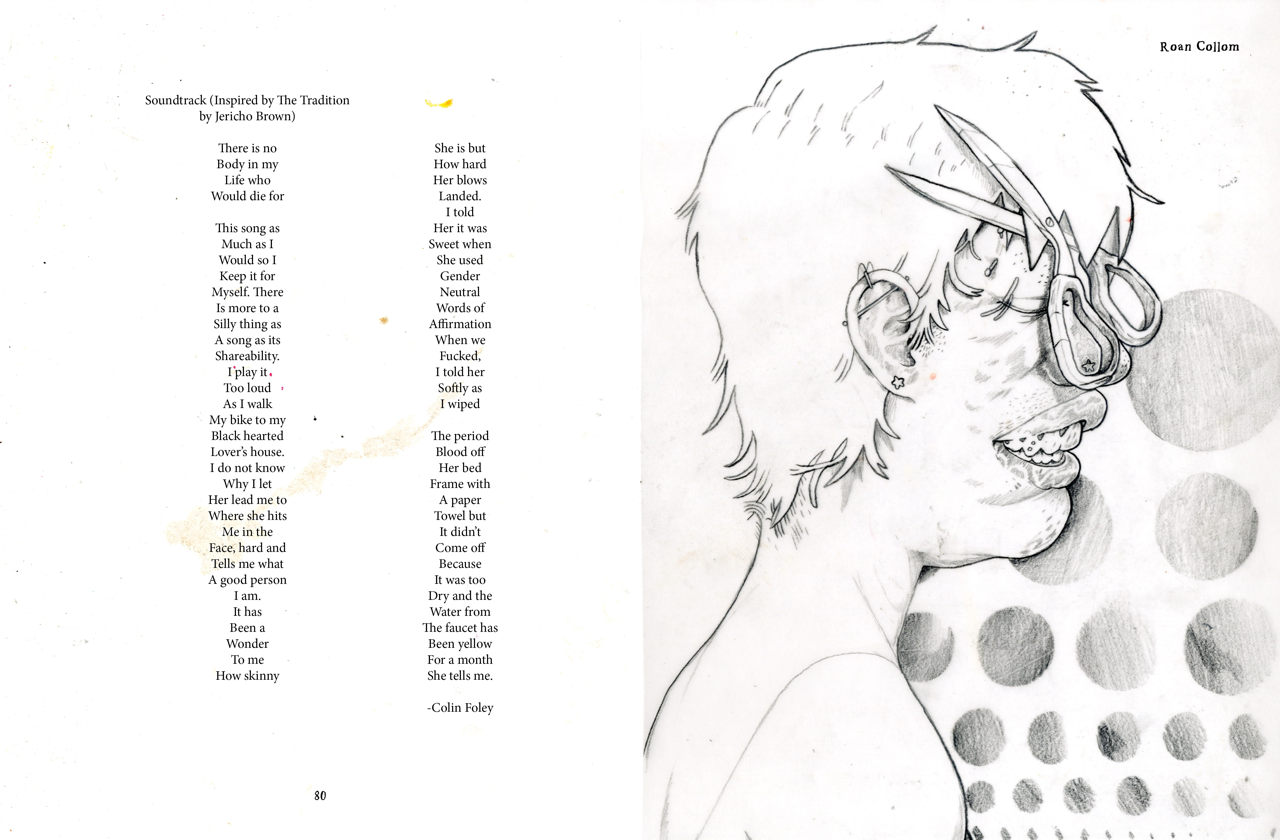 Soundtrack (Inspired by The Tradition
by Jericho Brown)
There is no
Body in my
Life who
Would die for
This song as
Much as I
Would so I
Keep it for
Myself. There
Is more to a
Silly thing as
A song as its
Shareability.
I play it
Too loud
As I walk
My bike to my
Black hearted
Lover's house.
I do not know
Why I let
Her lead me to
Where she hits
Me in the
Face, hard and
Tells me what
A good person
I am.
It has
Been a
Wonder
To me
How skinny
She is but
How hard
Her blows
Landed.
I told
Her it was
Sweet when
She used
Gender
Neutral
Words of
Affirmation
When we
Fucked,
I told her
Softly as
I wiped
The period
Blood off
Her bed
Frame with
A paper
Towel but
It didn't
Come off
Because
It was too
Dry and the
Water from
The faucet has
Been yellow
For a month
She tells me.
-Colin Foley
80
Roan Collom